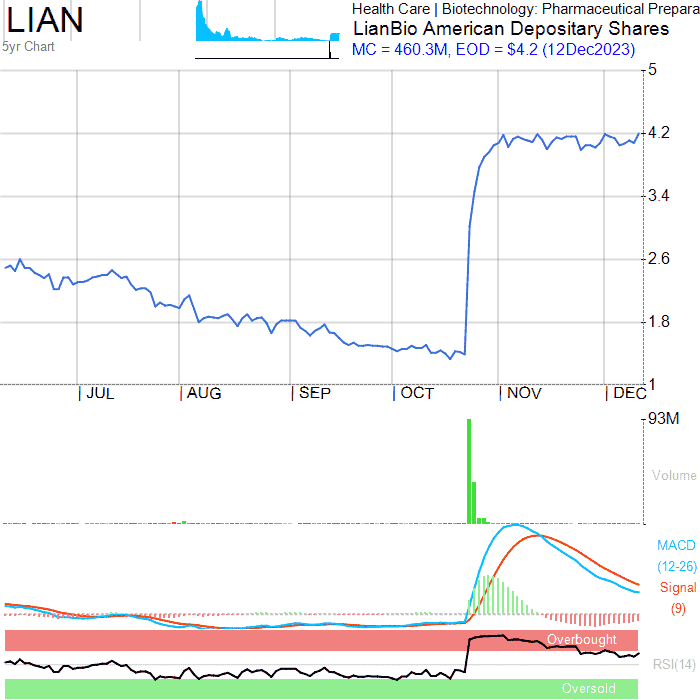 LIAN
5yr Chart
Health Care | Biotechnology: Pharmaceutical Prepara
LianBio American Depositary Shares
MC = 460.3M, EOD = $4.2 (12Dec2023)
5
4.2
3.4
2.6
1.8
1
| JUL | AUG | SEP | OCT | NOV | DEC
93M
Volume
MACD
(12-26)
Signal
(9)
Overbought
RSI(14)
Oversold